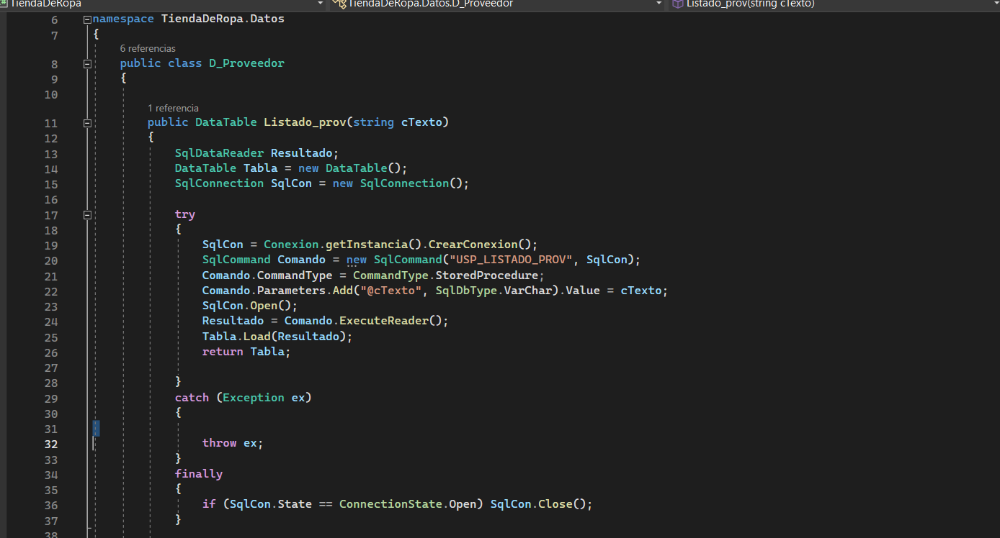 TiendaDeRopa TiendaDeRopa.Datos.D_Proveedor Listado_prov(string cTexto)
6 namespace TiendaDeRopa.Datos
7 {
6 referencias
8 public class D_Proveedor
9 {
10
1 referencia
11 public DataTable Listado_prov(string cTexto)
12 {
13 SqlDataReader Resultado;
14 DataTable Tabla = new DataTable();
15 SqlConnection SqlCon = new SqlConnection();
16
17 try
18 {
19 SqlCon = Conexion.getInstancia().CrearConexion();
20 SqlCommand Comando = new SqlCommand("USP_LISTADO_PROV", SqlCon);
21 Comando.CommandType = CommandType.StoredProcedure;
22 Comando.Parameters.Add("@cTexto", SqlDbType.VarChar).Value = cTexto;
23 SqlCon.Open();
24 Resultado = Comando.ExecuteReader();
25 Tabla.Load(Resultado);
26 return Tabla;
27
28 }
29 catch (Exception ex)
30 {
31
32 throw ex;
33 }
34 finally
35 {
36 if (SqlCon.State == ConnectionState.Open) SqlCon.Close();
37 }
38